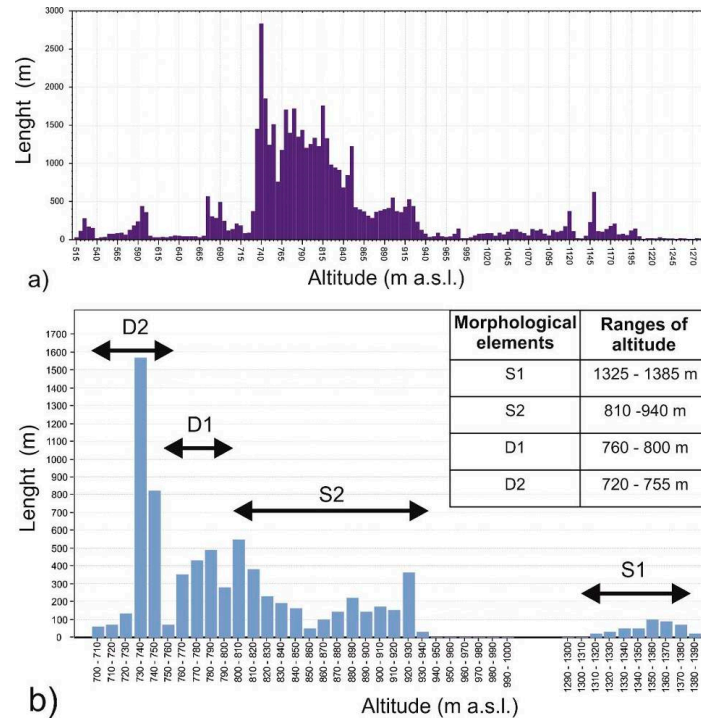 3000
2500
2000
1500
1000
500
0
Lenght (m)
515 540 565 590 615 640 665 690 715 740 765 790 815 840 865 890 915 995 1020 1045 1070 1095 1120 1145 1170 1195 1220 1245 1270
a)
Altitude (m a.s.l.)
1700
1600
1500
1400
1300
1200
1100
1000
900
800
700
600
500
400
300
200
100
0
Lenght (m)
D2
D1
S2
S1
Morphological elements Ranges of altitude
S1 1325 - 1385 m
S2 810 -940 m
D1 760 - 800 m
D2 720 - 755 m
700 - 710
710 - 720
720 - 730
730 - 740
740 - 750
750 - 760
760 - 770
770 - 780
780 - 790
800 - 810
810 - 820
820 - 830
830 - 840
840 - 850
850 - 860
860 - 870
870 - 880
880 - 890
890 - 900
900 - 910
910 - 920
920 - 930
930 - 940
940 - 950
950 - 960
960 - 970
970 - 980
980 - 990
990 - 1000
1290 - 1300
1300 - 1310
1310 - 1320
1320 - 1330
1330 - 1340
1340 - 1350
1350 - 1360
1360 - 1370
1370 - 1380
1380 - 1390
b)
Altitude (m a.s.l.)